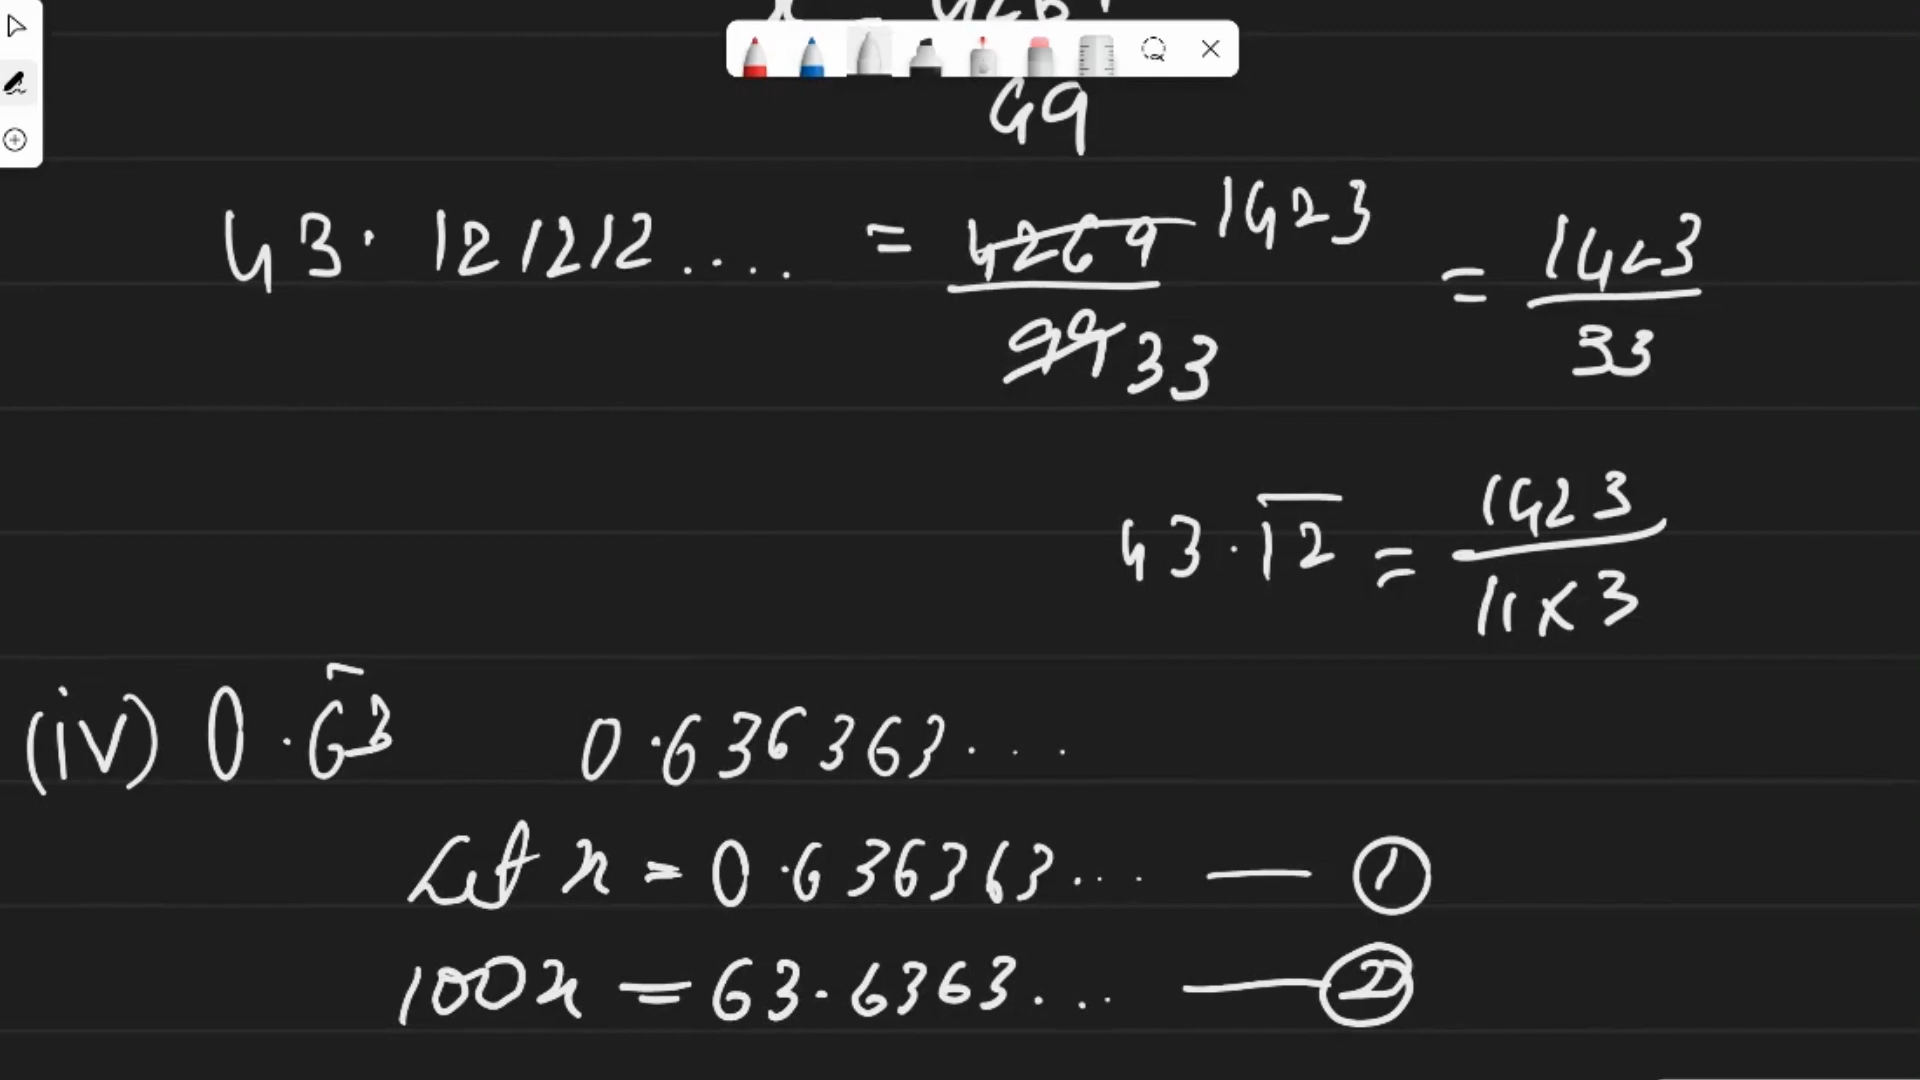 99
43.121212.... = 4269/99 1423 33 = 1423/33
43.1̅2̅ = 1423/11×3
(iv) 0.6̅3̅ 0.636363...
Let x = 0.636363... — ①
100x = 63.6363... — ②